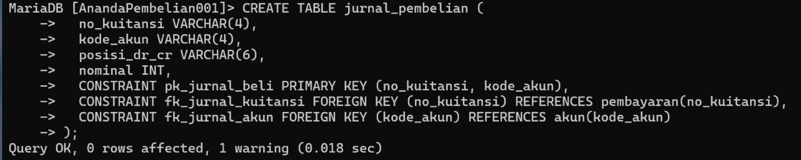 MariaDB [AnandaPembelian001]> CREATE TABLE jurnal_pembelian (
    ->   no_kuitansi VARCHAR(4),
    ->   kode_akun VARCHAR(4),
    ->   posisi_dr_cr VARCHAR(6),
    ->   nominal INT,
    ->   CONSTRAINT pk_jurnal_beli PRIMARY KEY (no_kuitansi, kode_akun),
    ->   CONSTRAINT fk_jurnal_kuitansi FOREIGN KEY (no_kuitansi) REFERENCES pembayaran(no_kuitansi),
    ->   CONSTRAINT fk_jurnal_akun FOREIGN KEY (kode_akun) REFERENCES akun(kode_akun)
    -> );
Query OK, 0 rows affected, 1 warning (0.018 sec)